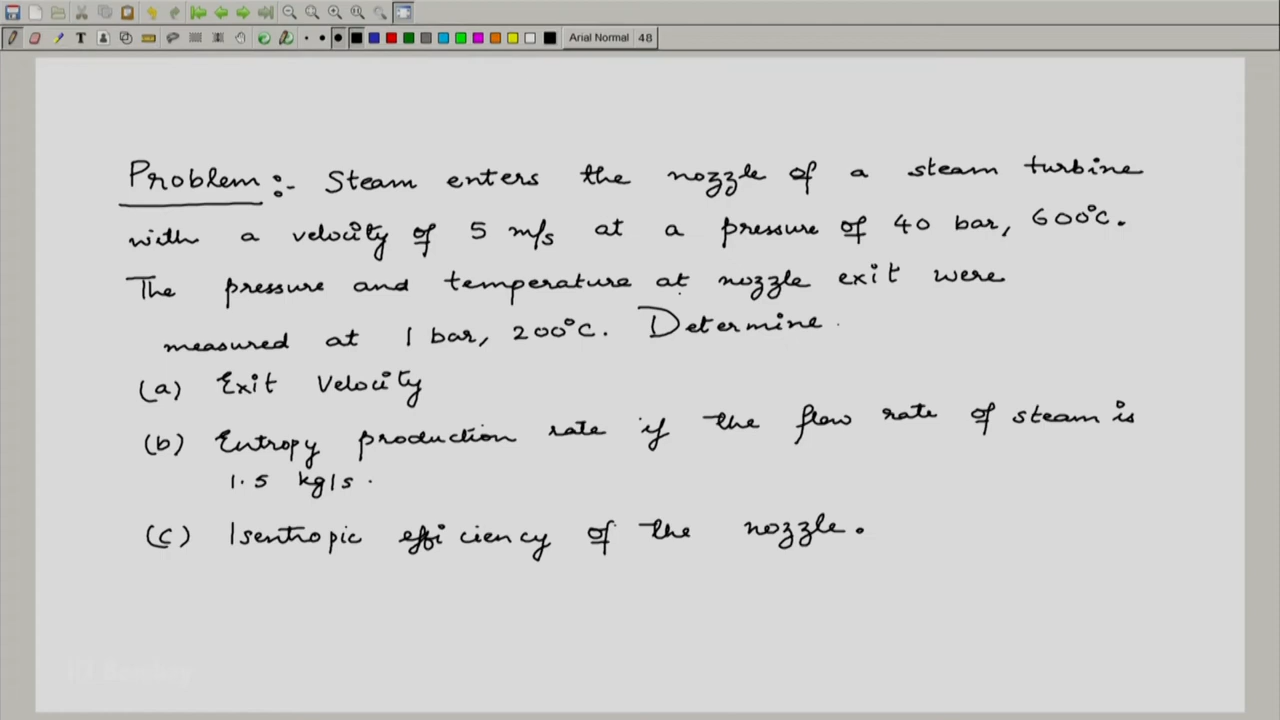 Arial Normal 48
Problem :- Steam enters the nozzle of a steam turbine
with a velocity of 5 m/s at a pressure of 40 bar, 600°C.
The pressure and temperature at nozzle exit were
measured at 1 bar, 200°C. Determine
(a) Exit Velocity
(b) Entropy production rate if the flow rate of steam is
1.5 kg/s.
(c) Isentropic efficiency of the nozzle.